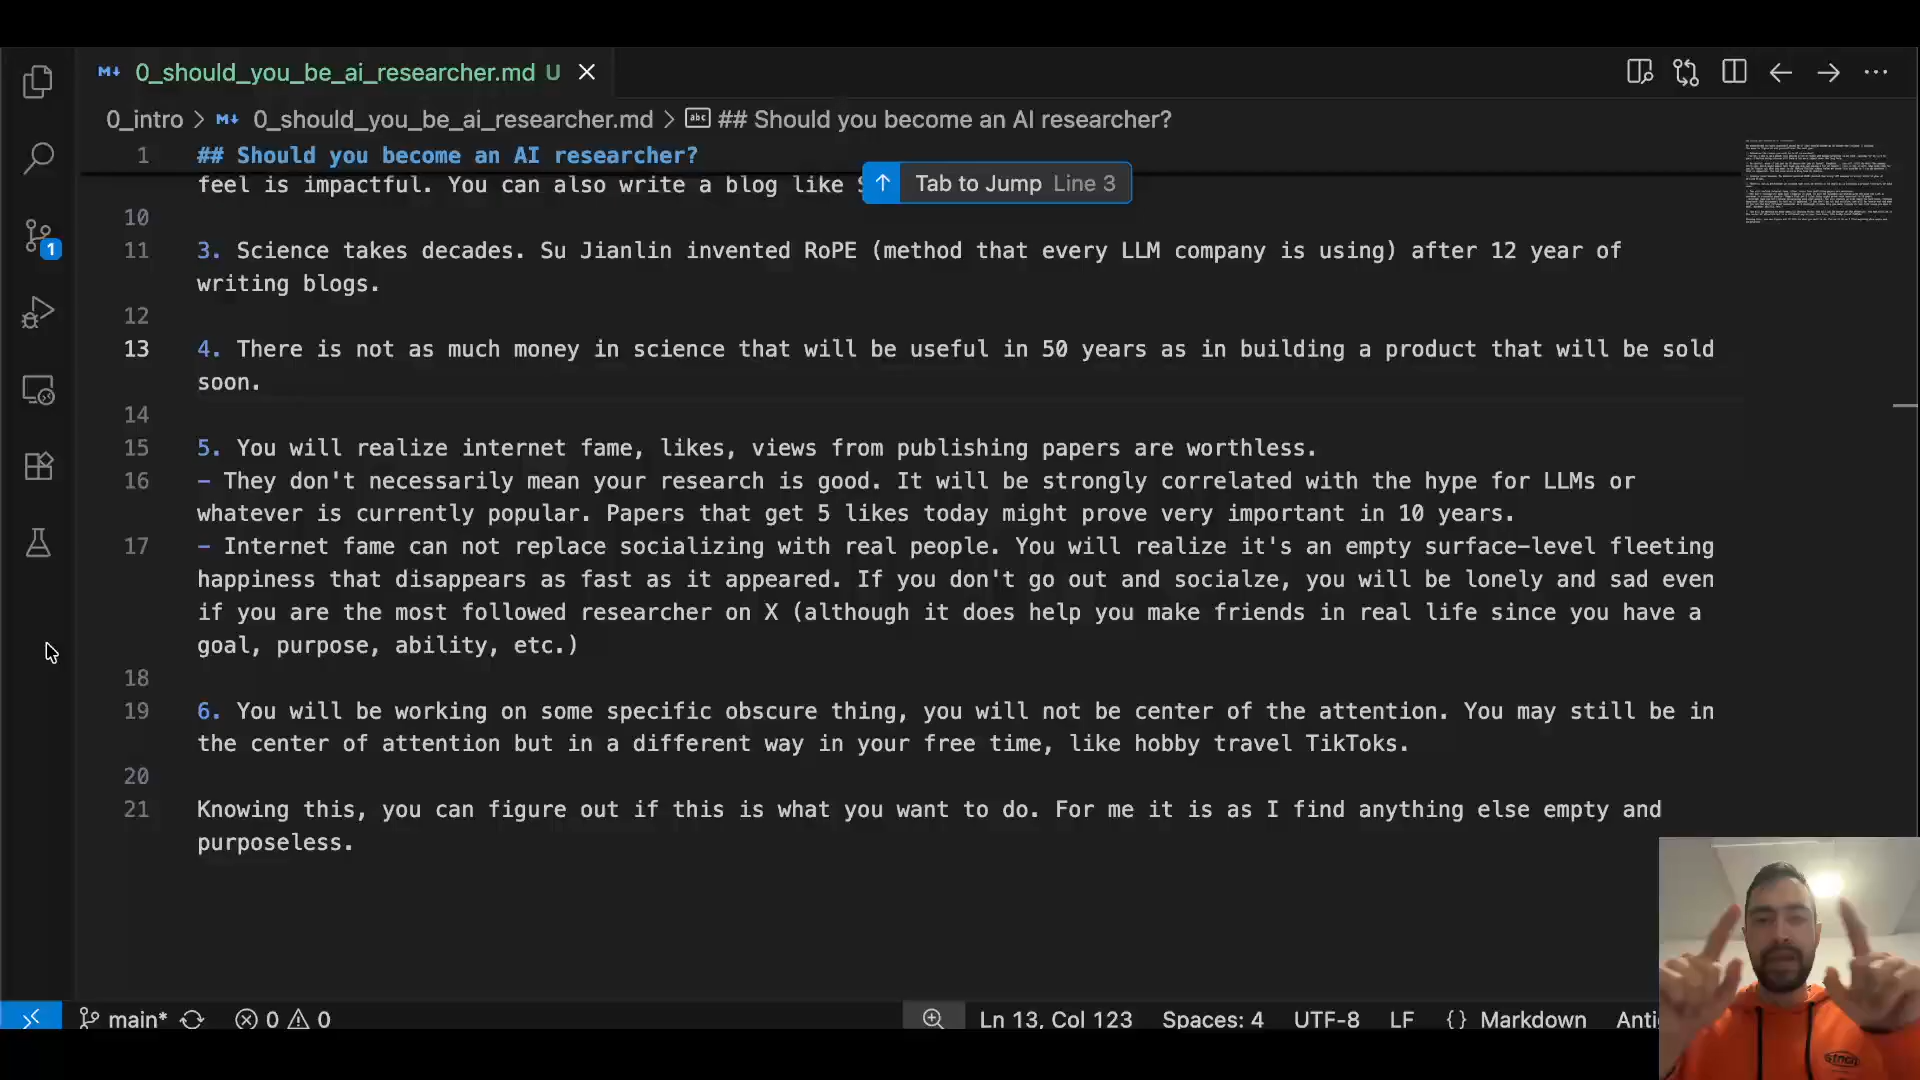 0_should_you_be_ai_researcher.md U
0_intro > 0_should_you_be_ai_researcher.md > ## Should you become an AI researcher?
1 ## Should you become an AI researcher?
feel is impactful. You can also write a blog like
Tab to Jump Line 3
10
11 3. Science takes decades. Su Jianlin invented RoPE (method that every LLM company is using) after 12 year of
writing blogs.
12
13 4. There is not as much money in science that will be useful in 50 years as in building a product that will be sold
soon.
14
15 5. You will realize internet fame, likes, views from publishing papers are worthless.
16 - They don't necessarily mean your research is good. It will be strongly correlated with the hype for LLMs or
whatever is currently popular. Papers that get 5 likes today might prove very important in 10 years.
17 - Internet fame can not replace socializing with real people. You will realize it's an empty surface-level fleeting
happiness that disappears as fast as it appeared. If you don't go out and socialze, you will be lonely and sad even
if you are the most followed researcher on X (although it does help you make friends in real life since you have a
goal, purpose, ability, etc.)
18
19 6. You will be working on some specific obscure thing, you will not be center of the attention. You may still be in
the center of attention but in a different way in your free time, like hobby travel TikToks.
20
21 Knowing this, you can figure out if this is what you want to do. For me it is as I find anything else empty and
purposeless.
1
main* 0 0 Ln 13, Col 123 Spaces: 4 UTF-8 LF {} Markdown Anti